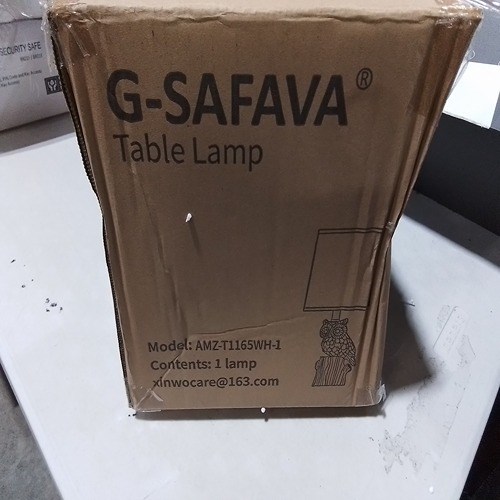 SECURITY SAFE
G-SAFAVA®
Table Lamp
Model: AMZ-T1165WH-1
Contents: 1 lamp
xinwocare@163.com